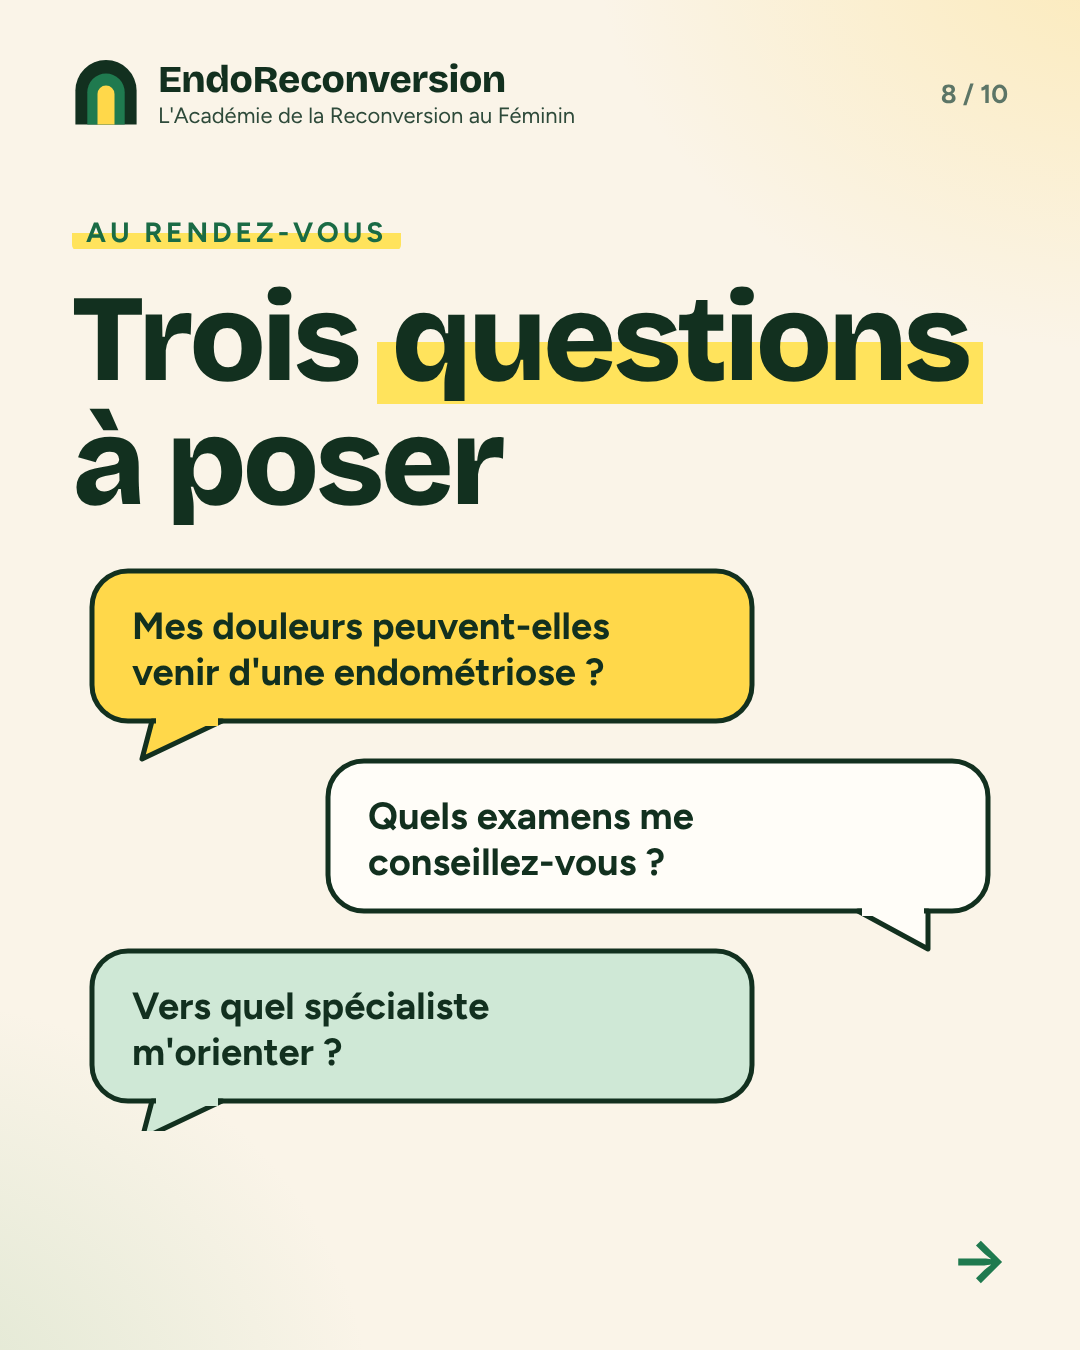 EndoReconversion
L'Académie de la Reconversion au Féminin
8 / 10
AU RENDEZ-VOUS
Trois questions
à poser
Mes douleurs peuvent-elles
venir d'une endométriose ?
Quels examens me
conseillez-vous ?
Vers quel spécialiste
m'orienter ?